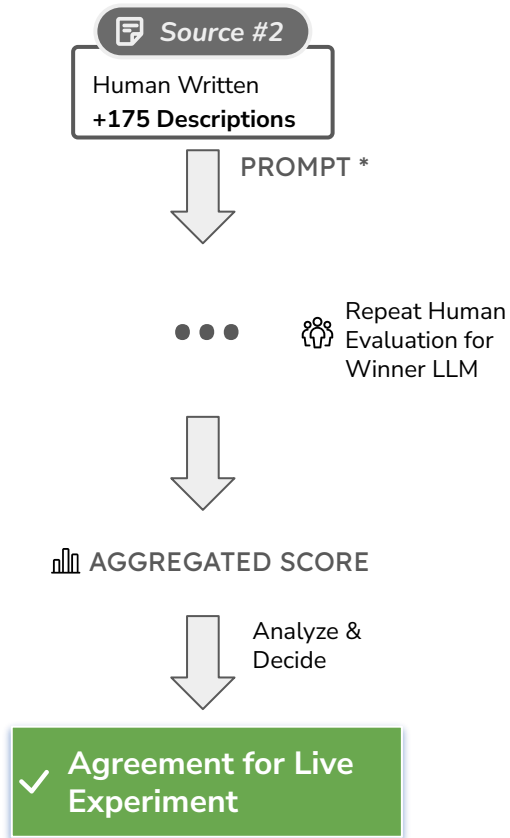 Source #2
Human Written
+175 Descriptions
PROMPT *
Repeat Human
Evaluation for
Winner LLM
AGGREGATED SCORE
Analyze &
Decide
Agreement for Live
Experiment